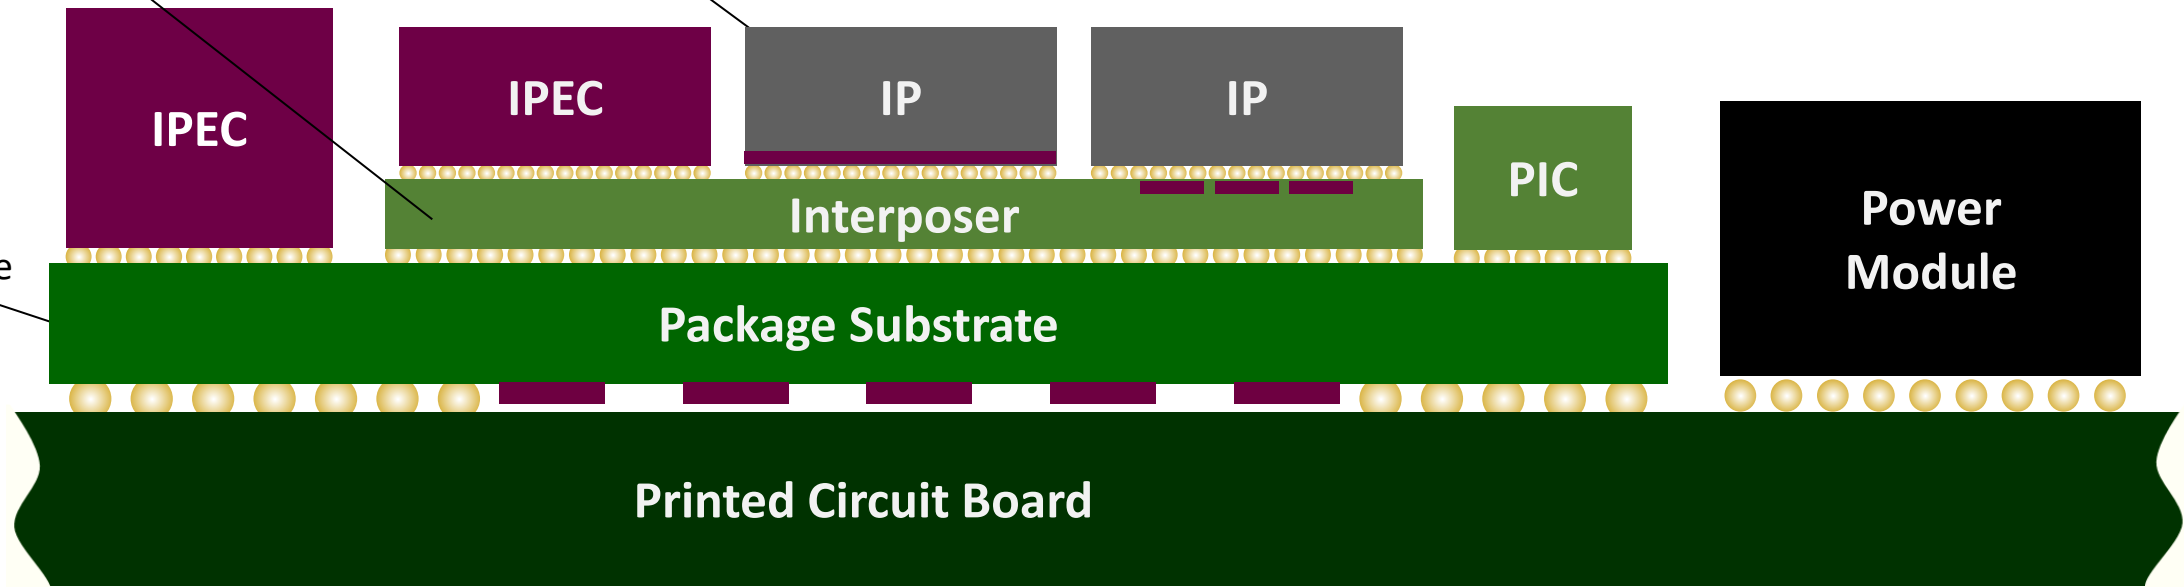 IPEC
IPEC
IP
IP
PIC
Interposer
Power
Module
e
Package Substrate
Printed Circuit Board